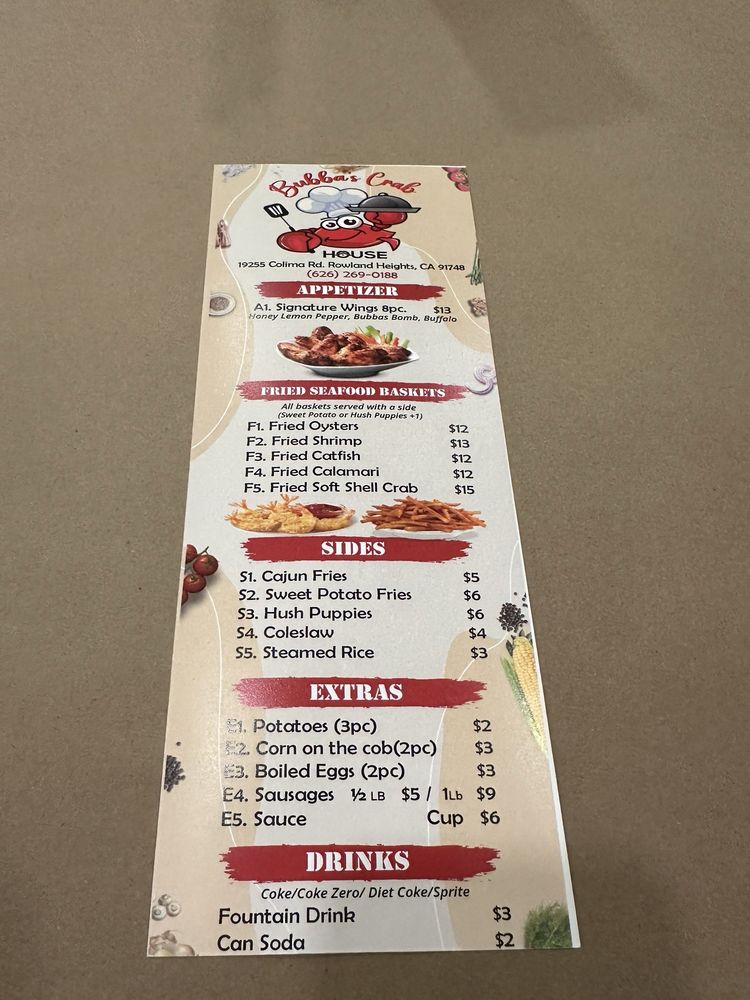 Bubba's Crab
HOUSE
19255 Colima Rd. Rowland Heights, CA 91748
(626) 269-0188
APPETIZER
A1. Signature Wings 8pc. $13
Honey Lemon Pepper, Bubbas Bomb, Buffalo
FRIED SEAFOOD BASKETS
All baskets served with a side
(Sweet Potato or Hush Puppies +1)
F1. Fried Oysters $12
F2. Fried Shrimp $13
F3. Fried Catfish $12
F4. Fried Calamari $12
F5. Fried Soft Shell Crab $15
SIDES
S1. Cajun Fries $5
S2. Sweet Potato Fries $6
S3. Hush Puppies $6
S4. Coleslaw $4
S5. Steamed Rice $3
EXTRAS
E1. Potatoes (3pc) $2
E2. Corn on the cob(2pc) $3
E3. Boiled Eggs (2pc) $3
E4. Sausages ½ LB $5 / 1Lb $9
E5. Sauce Cup $6
DRINKS
Coke/Coke Zero/ Diet Coke/Sprite
Fountain Drink $3
Can Soda $2